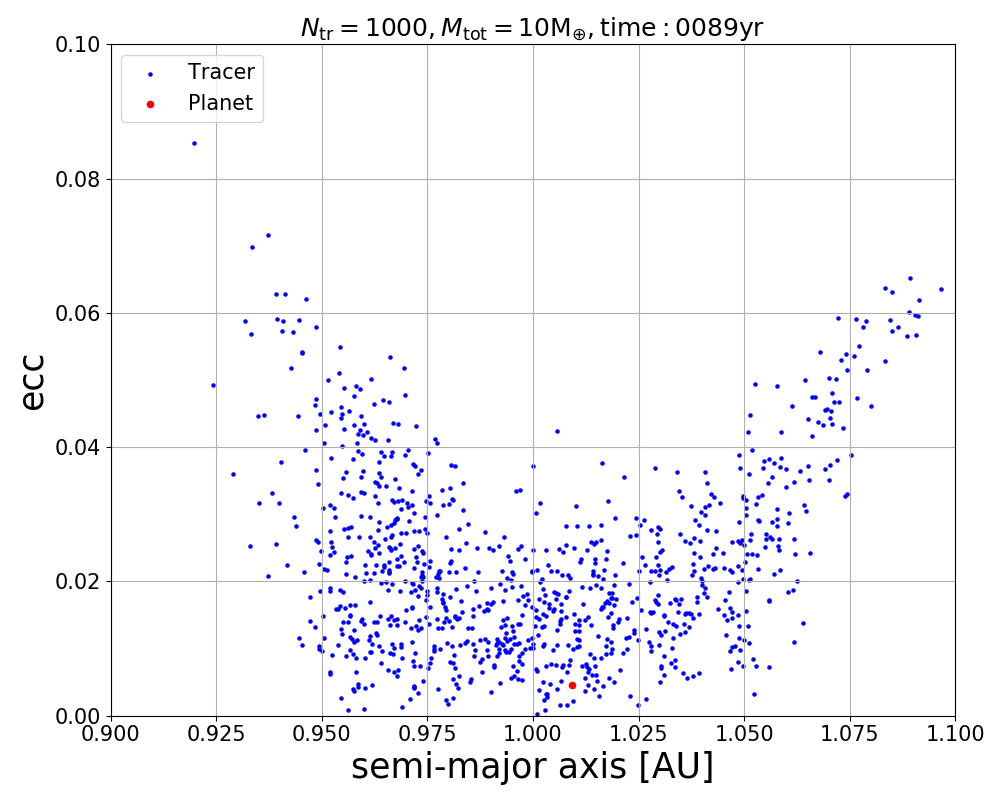 N_tr = 1000, M_tot = 10M_⊕, time : 0089yr
Tracer
Planet
0.10
0.08
0.06
0.04
0.02
0.00
ecc
0.900 0.925 0.950 0.975 1.000 1.025 1.050 1.075 1.100
semi-major axis [AU]